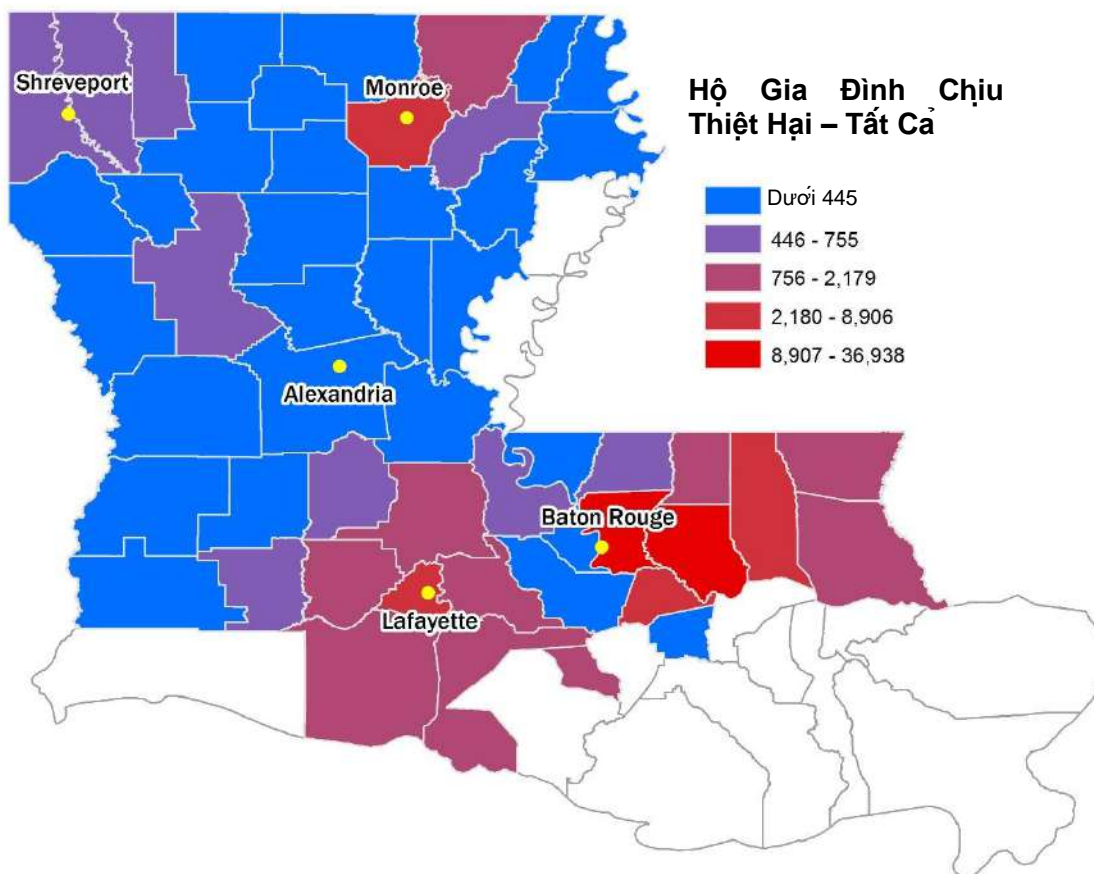 Shreveport
Monroe
Hộ Gia Đình Chịu
Thiệt Hại – Tất Cả
Dưới 445
446 - 755
756 - 2,179
2,180 - 8,906
8,907 - 36,938
Alexandria
Baton Rouge
Lafayette